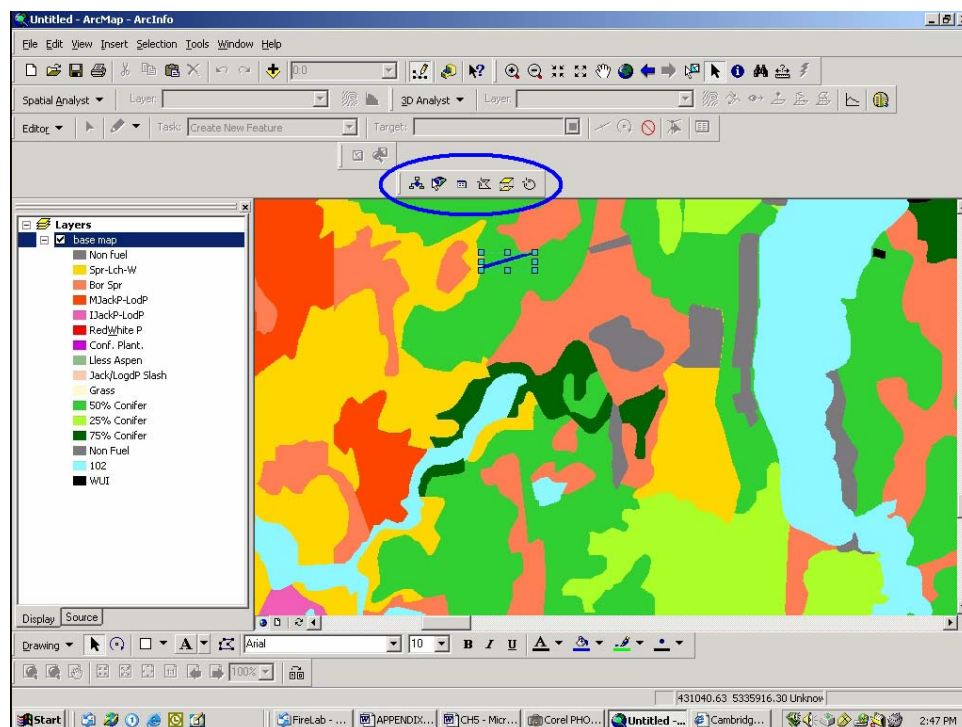 Untitled - ArcMap - ArcInfo
File Edit View Insert Selection Tools Window Help
0:0
Spatial Analyst Layer: 3D Analyst Layer:
Editor Task: Create New Feature Target:
Layers
base map
Non fuel
Spr-Lch-W
Bor Spr
MJackP-LodP
IJackP-LodP
RedWhite P
Conf. Plant.
Lless Aspen
Jack/LogdP Slash
Grass
50% Conifer
25% Conifer
75% Conifer
Non Fuel
102
WUI
Display Source
Drawing A Arial 10 B I U A
100%
431040.63 5335916.30 Unknow
Start FireLab - ... APPENDIX... CH5 - Micr... Corel PHO... Untitled -... Cambridg... 2:47 PM